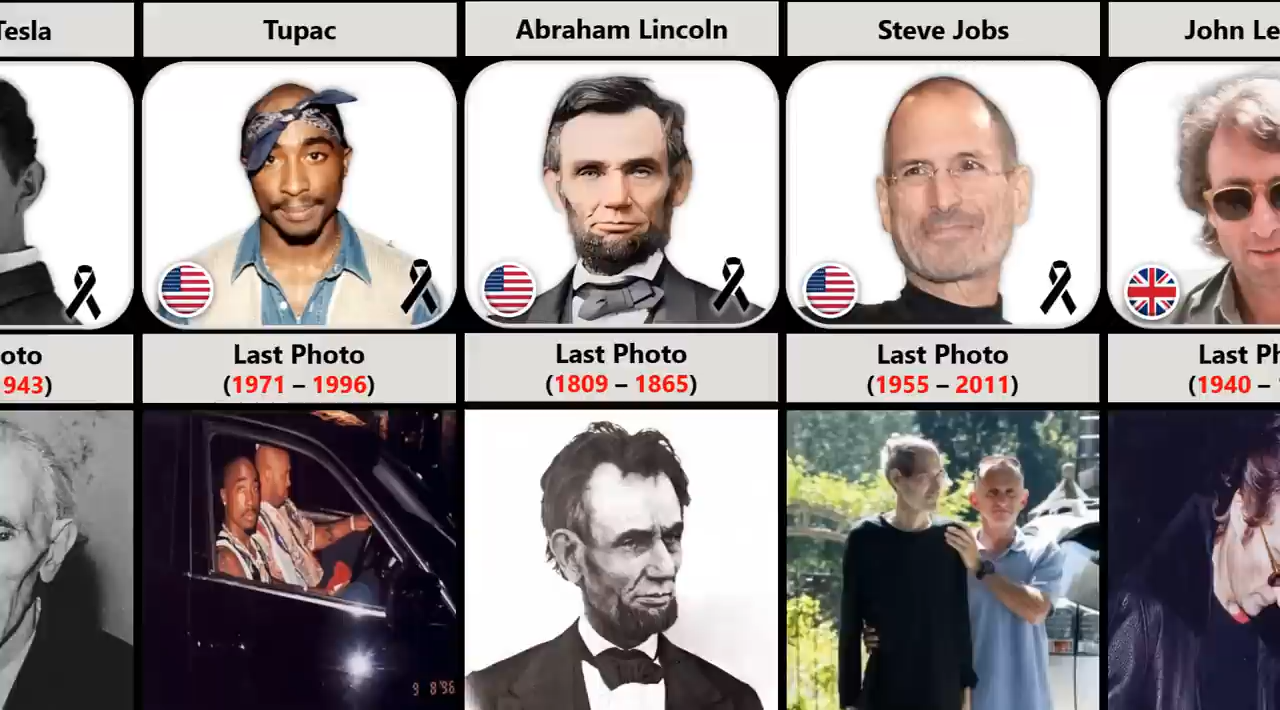 Tesla
Tupac
Abraham Lincoln
Steve Jobs
John Le
oto
943)
Last Photo
(1971 – 1996)
Last Photo
(1809 – 1865)
Last Photo
(1955 – 2011)
Last Ph
(1940 –
9 8'96